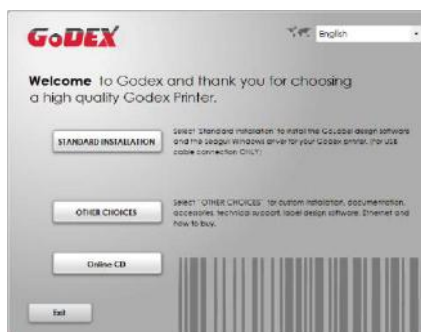 GoDEX
English
Welcome to Godex and thank you for choosing
a high quality Godex Printer.
STANDARD INSTALLATION
Select "Standard Installation" to install the GoLabel design software
and the Seagull Windows driver for your Godex printer. (For USB
cable connection ONLY)
OTHER CHOICES
Select "OTHER CHOICES" for custom installation, documentation,
accessories, technical support, label design software, Ethernet and
how to buy.
Online CD
Exit